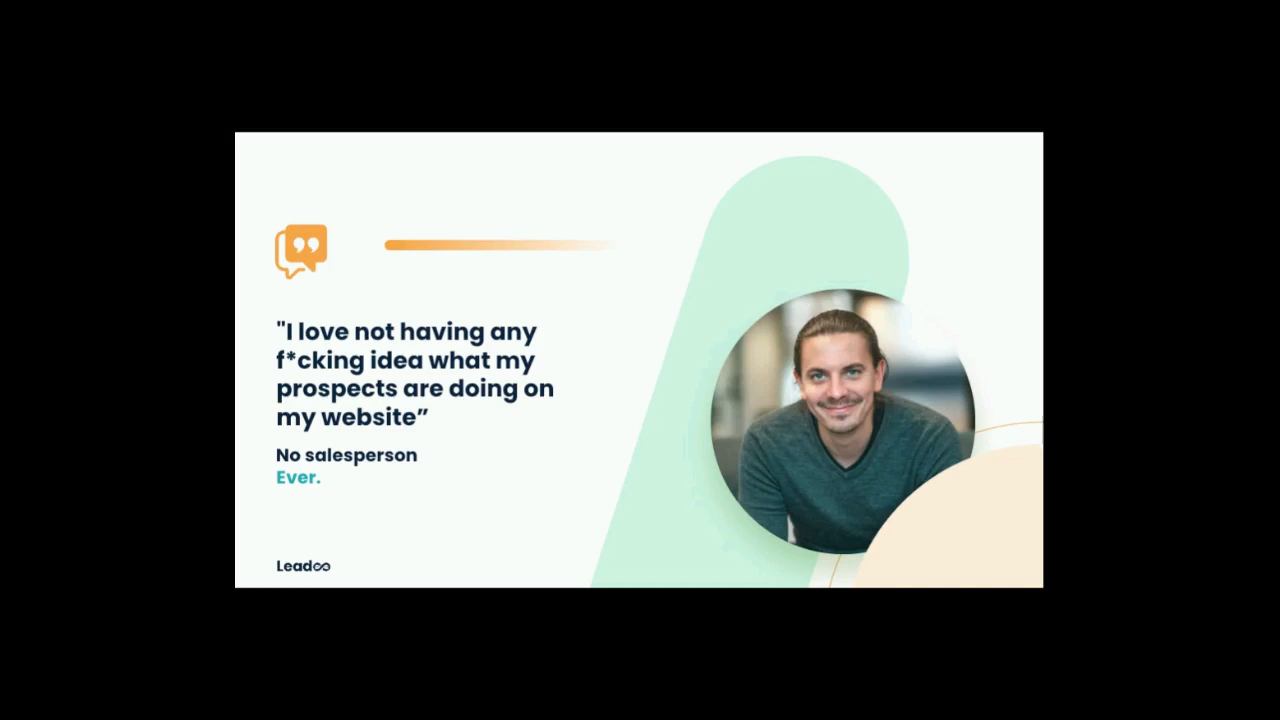 "I love not having any
f*cking idea what my
prospects are doing on
my website”
No salesperson
Ever.
Leadoo